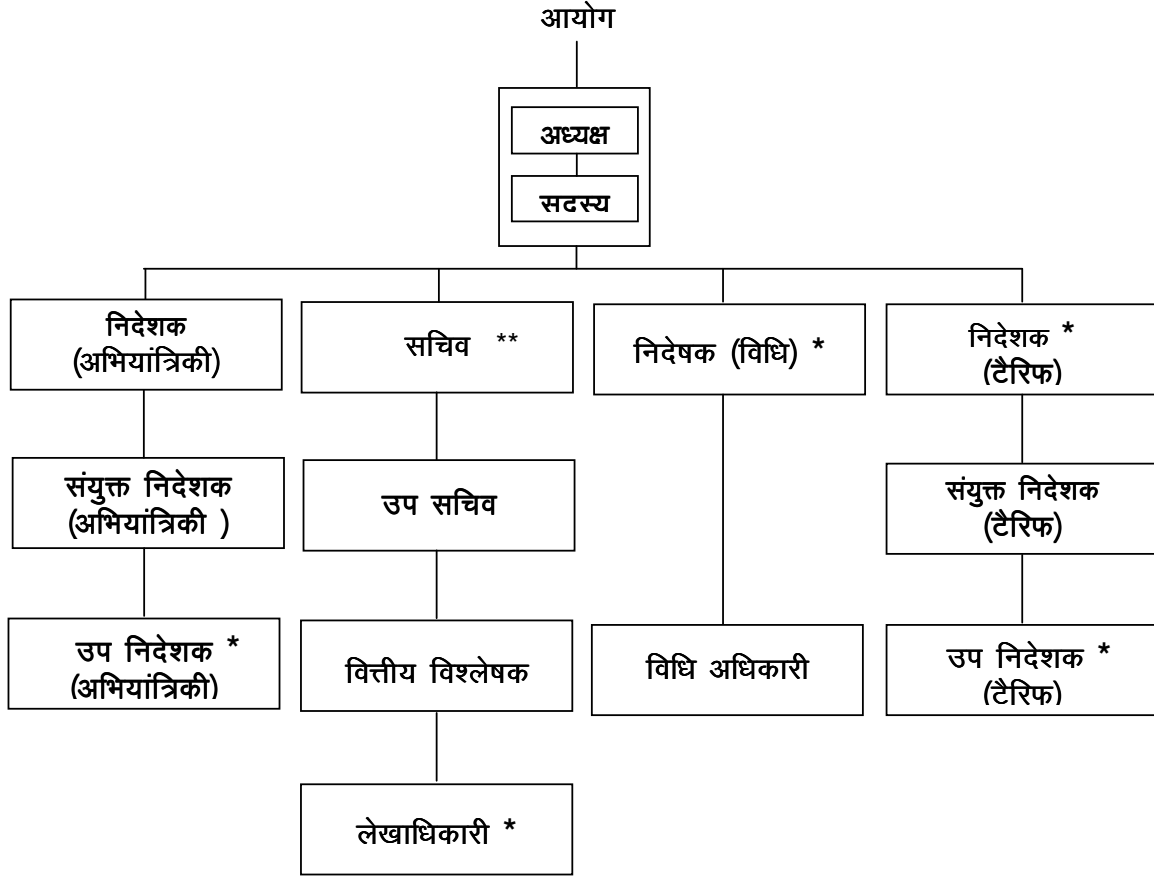 आयोग
अध्यक्ष
सदस्य
निदेशक
(अभियांत्रिकी)
सचिव **
निदेषक (विधि) *
निदेशक *
(टैरिफ)
संयुक्त निदेशक
(अभियांत्रिकी )
उप सचिव
संयुक्त निदेशक
(टैरिफ)
उप निदेशक *
(अभियांत्रिकी)
वित्तीय विश्लेषक
विधि अधिकारी
उप निदेशक *
(टैरिफ)
लेखाधिकारी *